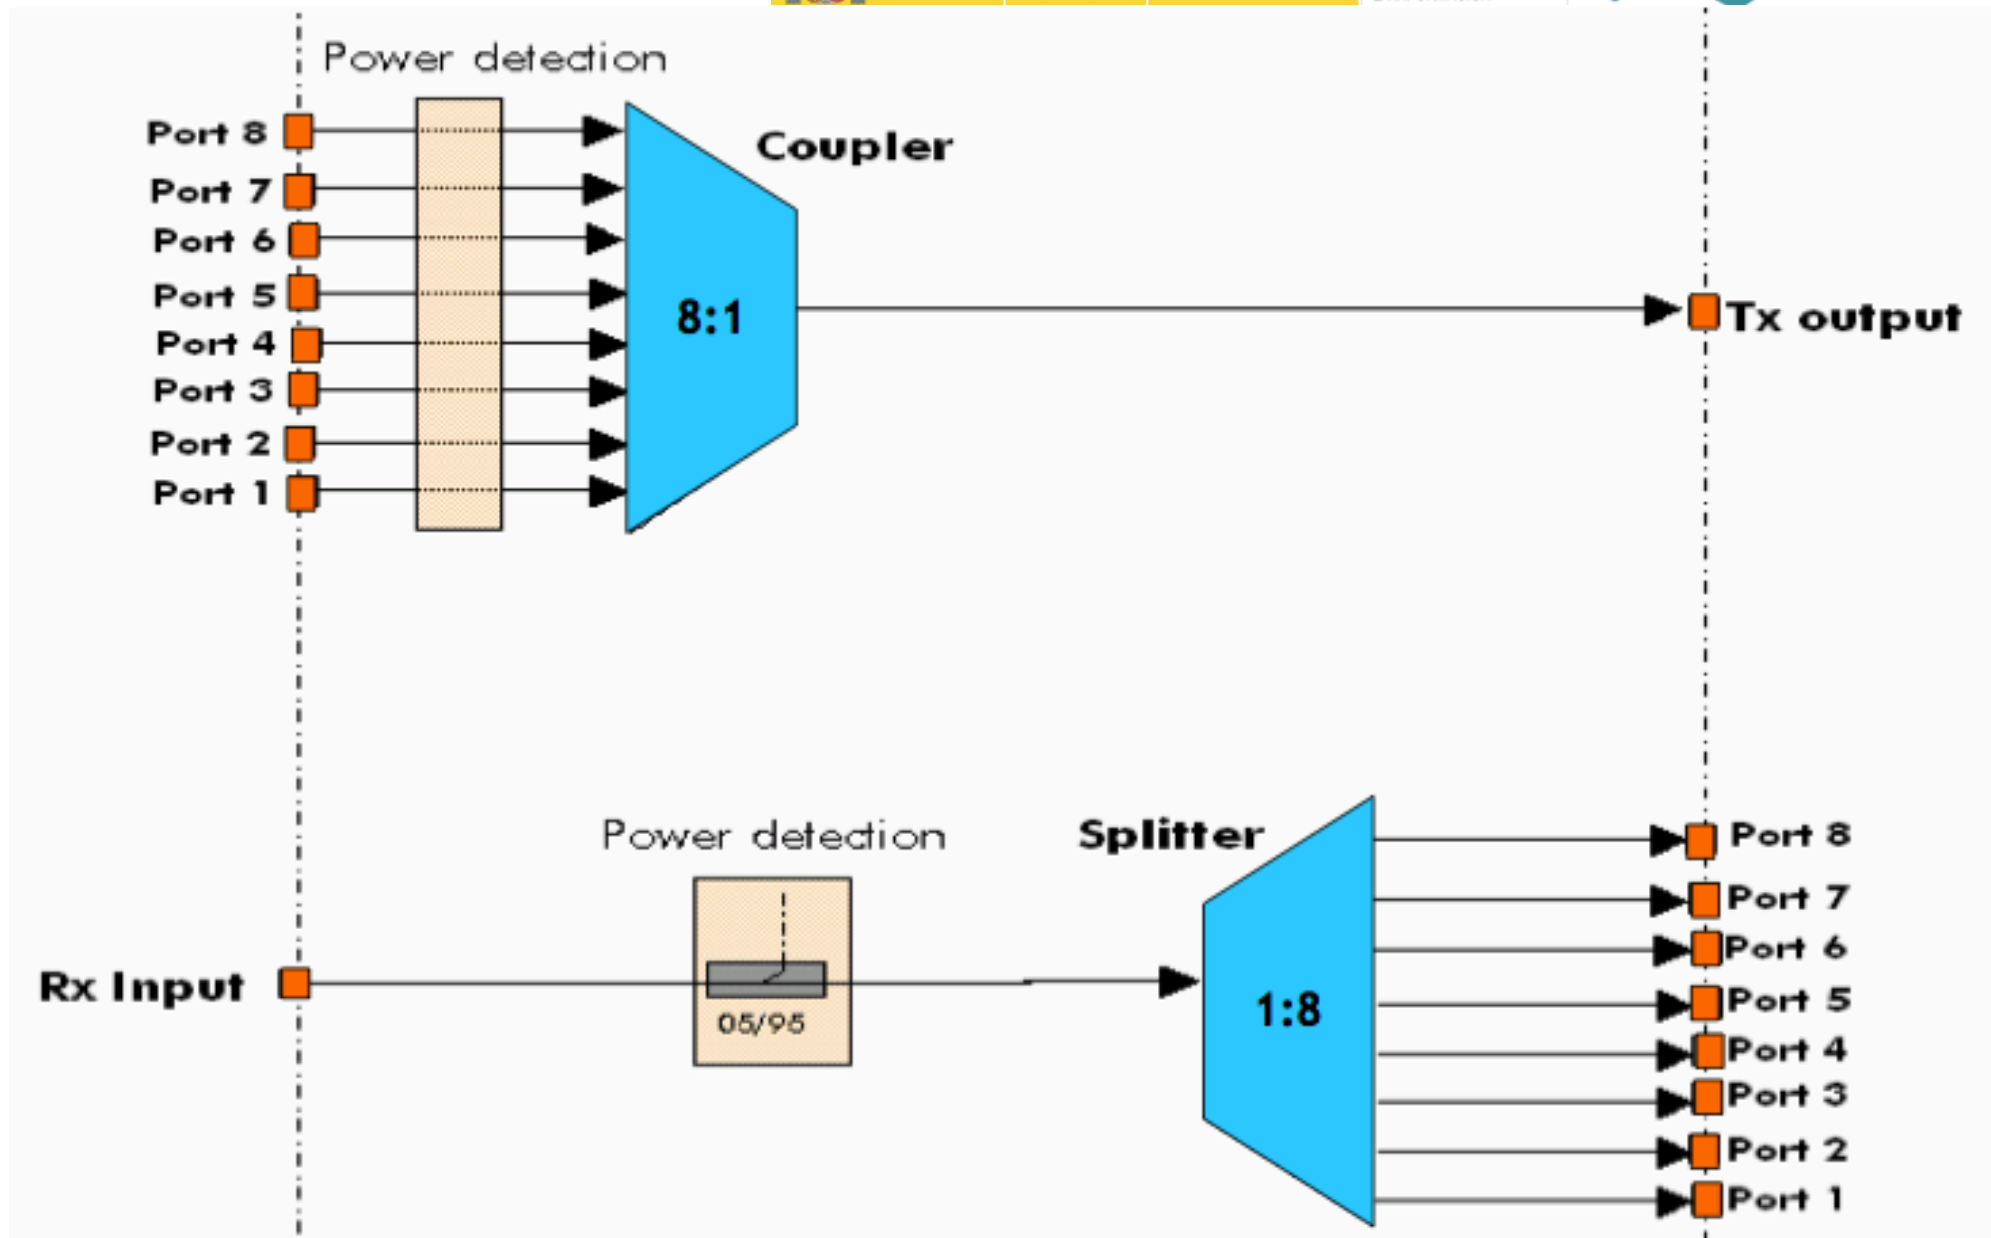 Power detection
Port 8
Coupler
Port 7
Port 6
Port 5
8:1
Tx output
Port 4
Port 3
Port 2
Port 1
Power detection
Splitter
Port 8
Port 7
Port 6
Rx Input
05/95
1:8
Port 5
Port 4
Port 3
Port 2
Port 1